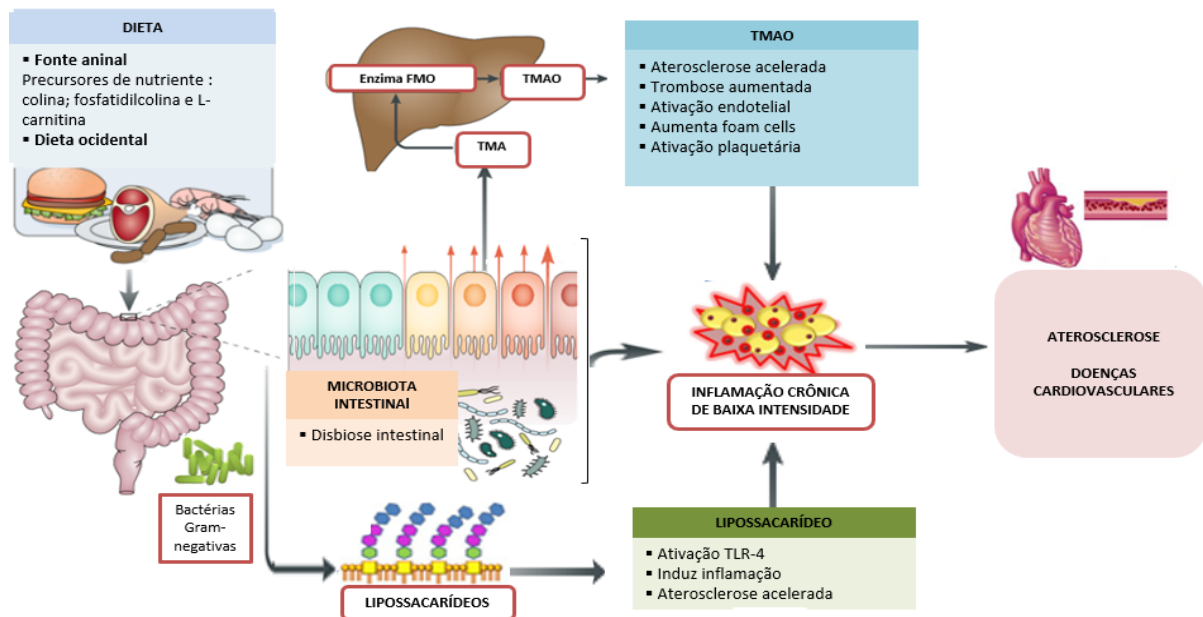 DIETA
▪ Fonte aninal
Precursores de nutriente :
colina; fosfatidilcolina e L-
carnitina
▪ Dieta ocidental
Enzima FMO
TMAO
TMA
TMAO
▪ Aterosclerose acelerada
▪ Trombose aumentada
▪ Ativação endotelial
▪ Aumenta foam cells
▪ Ativação plaquetária
MICROBIOTA
INTESTINAl
▪ Disbiose intestinal
INFLAMAÇÃO CRÔNICA
DE BAIXA INTENSIDADE
ATEROSCLEROSE
DOENÇAS
CARDIOVASCULARES
Bactérias
Gram-
negativas
LIPOSSACARÍDEOS
LIPOSSACARÍDEO
▪ Ativação TLR-4
▪ Induz inflamação
▪ Aterosclerose acelerada